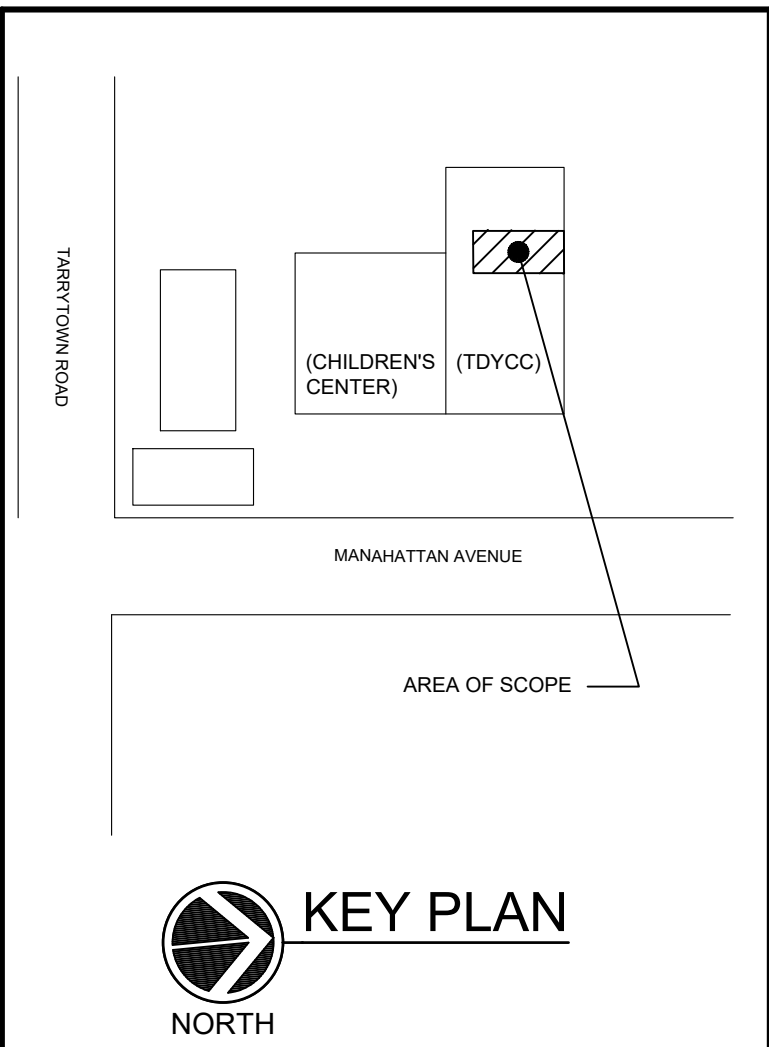 TARRYTOWN ROAD
(CHILDREN'S
CENTER)
(TDYCC)
MANAHATTAN AVENUE
AREA OF SCOPE
KEY PLAN
NORTH